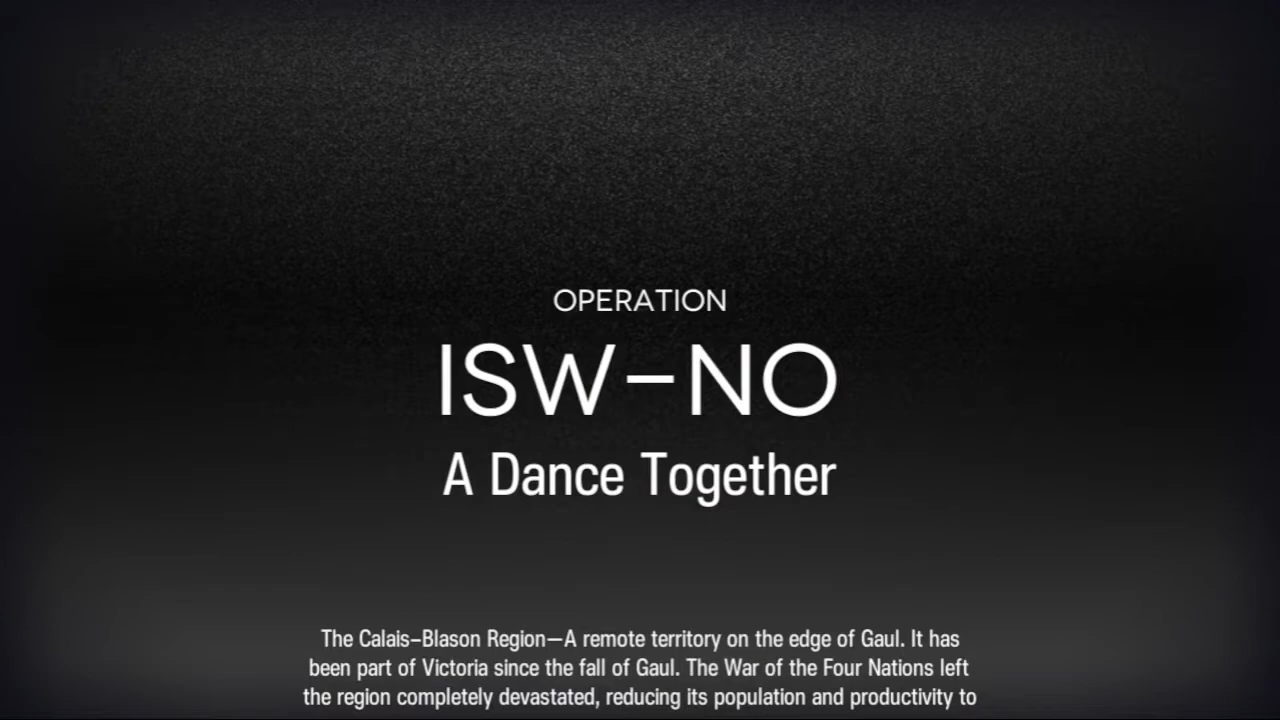 OPERATION
ISW-NO
A Dance Together
The Calais-Blason Region—A remote territory on the edge of Gaul. It has
been part of Victoria since the fall of Gaul. The War of the Four Nations left
the region completely devastated, reducing its population and productivity to